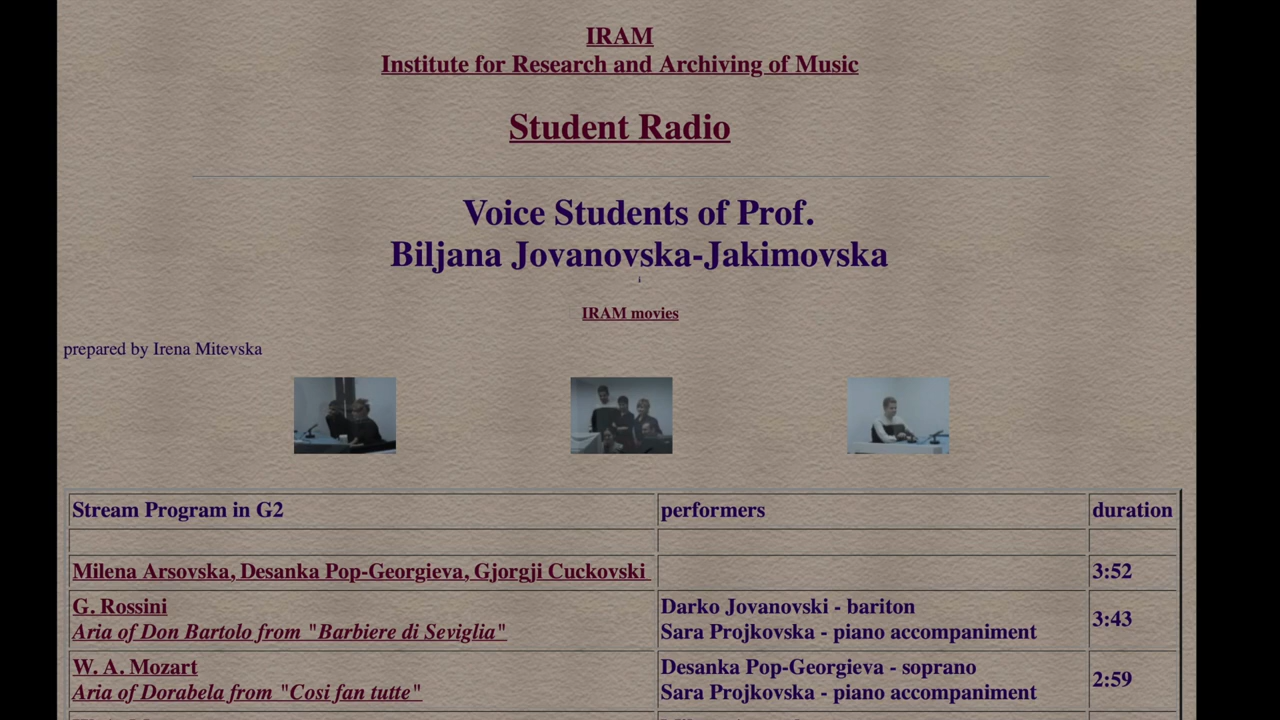 IRAM
Institute for Research and Archiving of Music
Student Radio
Voice Students of Prof.
Biljana Jovanovska-Jakimovska
IRAM movies
prepared by Irena Mitevska
Stream Program in G2 performers duration
Milena Arsovska, Desanka Pop-Georgieva, Gjorgji Cuckovski 3:52
G. Rossini
Aria of Don Bartolo from "Barbiere di Seviglia"
Darko Jovanovski - bariton
Sara Projkovska - piano accompaniment
3:43
W. A. Mozart
Aria of Dorabela from "Cosi fan tutte"
Desanka Pop-Georgieva - soprano
Sara Projkovska - piano accompaniment
2:59